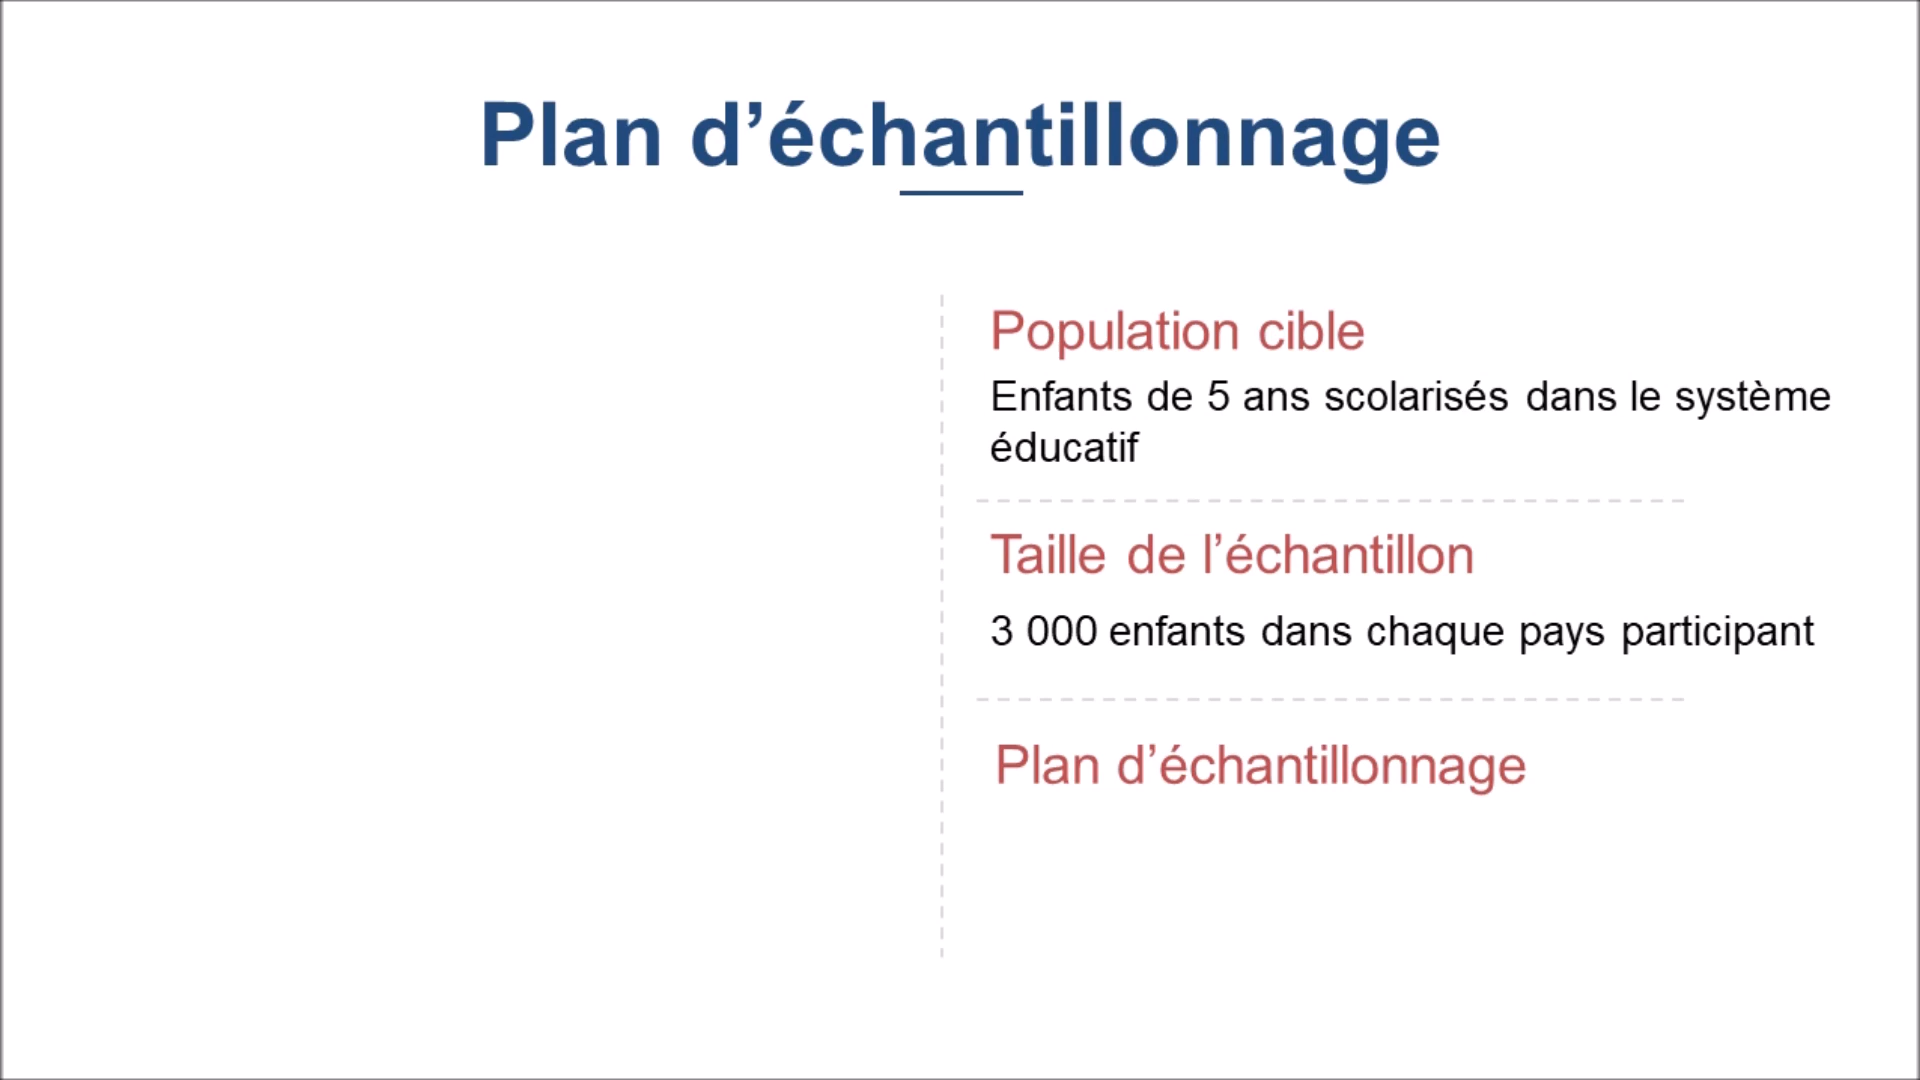 Plan d’échantillonnage
Population cible
Enfants de 5 ans scolarisés dans le système
éducatif
Taille de l’échantillon
3 000 enfants dans chaque pays participant
Plan d’échantillonnage